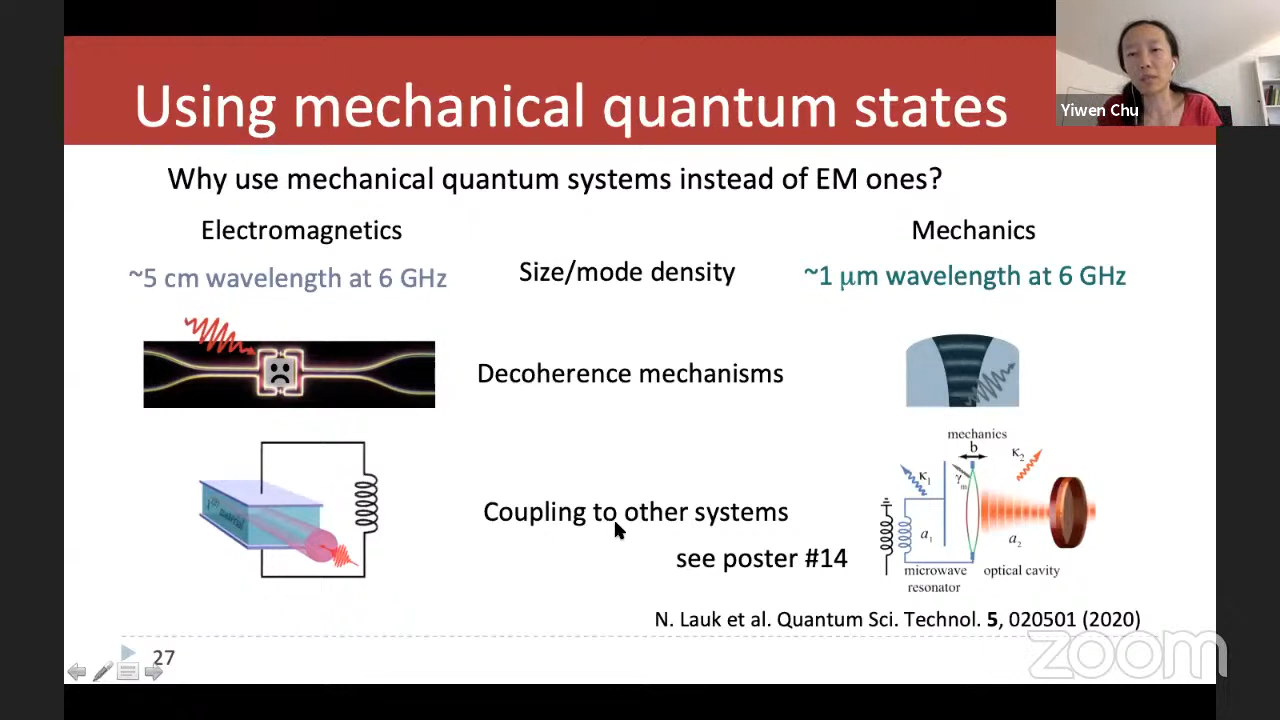 Using mechanical quantum states
Yiwen Chu
Why use mechanical quantum systems instead of EM ones?
Electromagnetics
Mechanics
~5 cm wavelength at 6 GHz
Size/mode density
~1 μm wavelength at 6 GHz
Decoherence mechanisms
mechanics
b
κ₁
γₘ
κ₂
Coupling to other systems
a₁
a₂
see poster #14
microwave
resonator
optical cavity
N. Lauk et al. Quantum Sci. Technol. 5, 020501 (2020)
27
zoom